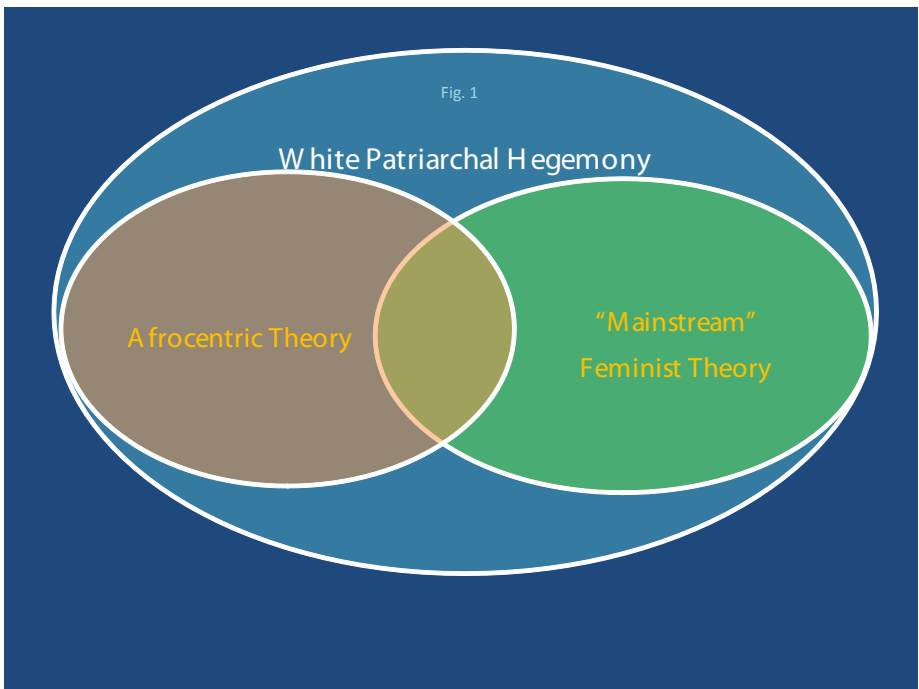 Fig. 1
White Patriarchal Hegemony
Afrocentric Theory
“Mainstream”
Feminist Theory